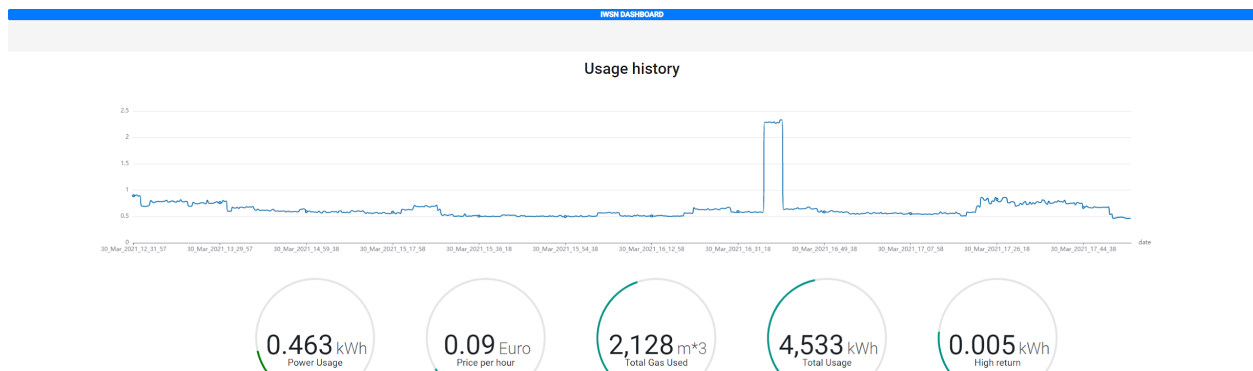 IWSN DASHBOARD
Usage history
2.5
2
1.5
1
0.5
0
30_Mar_2021_12_31_57 30_Mar_2021_13_29_57 30_Mar_2021_14_59_38 30_Mar_2021_15_17_58 30_Mar_2021_15_36_18 30_Mar_2021_15_54_38 30_Mar_2021_16_12_58 30_Mar_2021_16_31_18 30_Mar_2021_16_49_38 30_Mar_2021_17_07_58 30_Mar_2021_17_26_18 30_Mar_2021_17_44_38 date
0.463 kWh
Power Usage
0.09 Euro
Price per hour
2,128 m*3
Total Gas Used
4,533 kWh
Total Usage
0.005 kWh
High return